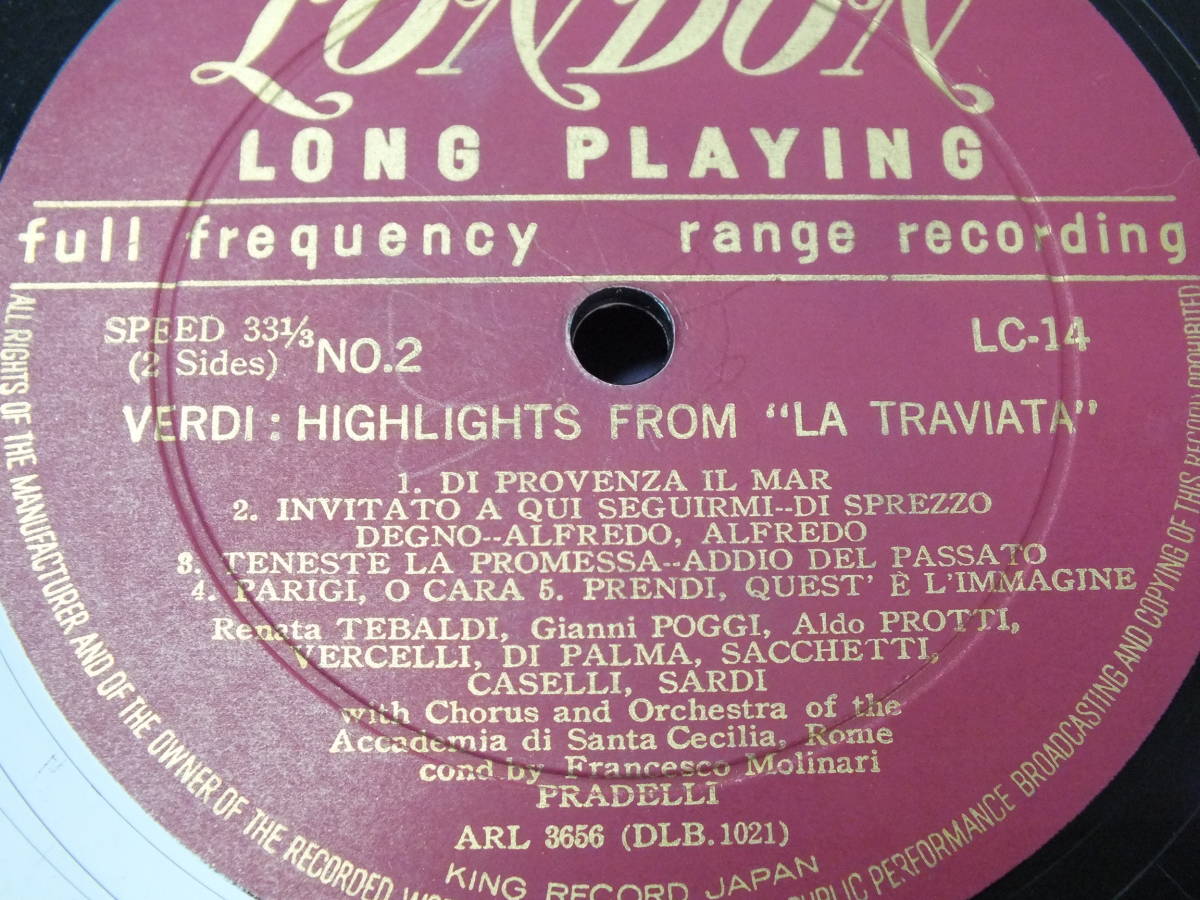 LONDON
LONG PLAYING
full frequency range recording
SPEED 33⅓
(2 Sides) NO.2
LC-14
VERDI : HIGHLIGHTS FROM "LA TRAVIATA"
1. DI PROVENZA IL MAR
2. INVITATO A QUI SEGUIRMI--DI SPREZZO
DEGNO--ALFREDO, ALFREDO
3. TENESTE LA PROMESSA--ADDIO DEL PASSATO
4. PARIGI, O CARA 5. PRENDI, QUEST' È L'IMMAGINE
Renata TEBALDI, Gianni POGGI, Aldo PROTTI,
VERCELLI, DI PALMA, SACCHETTI,
CASELLI, SARDI
with Chorus and Orchestra of the
Accademia di Santa Cecilia, Rome
cond by Francesco Molinari
PRADELLI
ARL 3656 (DLB.1021)
KING RECORD JAPAN
ALL RIGHTS OF THE MANUFACTURER AND OF THE OWNER OF THE RECORDED
PUBLIC PERFORMANCE BROADCASTING AND COPYING OF THIS RECORD PROHIBITED